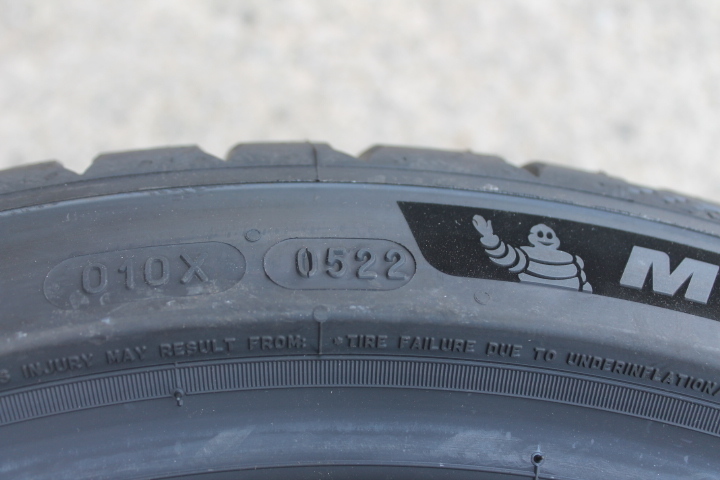 010X 0522 M
S INJURY MAY RESULT FROM: •TIRE FAILURE DUE TO UNDERINFLATION/